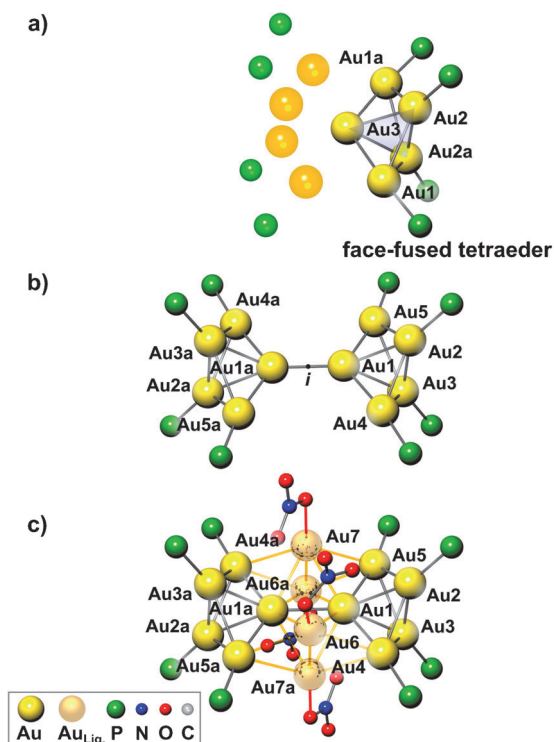 a)
Au1a
Au3
Au2
Au2a
Au1
face-fused tetraeder
b)
Au4a
Au5
Au3a
Au2
Au1a
i
Au1
Au2a
Au3
Au5a
Au4
c)
Au4a
Au7
Au5
Au3a
Au6a
Au2
Au1a
Au1
Au2a
Au6
Au3
Au5a
Au4
Au7a
Au AuLig. P N O C